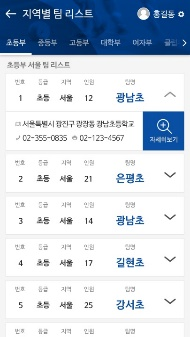 지역별 팀 리스트 홍길동
초등부 중등부 고등부 대학부 여자부 클럽
초등부 서울 팀 리스트
번호 등급 지역 인원 팀명
1 초등 서울 12 광남초
서울특별시 광진구 광장동 광남초등학교
02-355-0835 02-123-4567
자세히보기
번호 등급 지역 인원 팀명
2 초등 서울 21 은평초
번호 등급 지역 인원 팀명
3 초등 서울 14 광남초
번호 등급 지역 인원 팀명
4 초등 서울 17 길현초
번호 등급 지역 인원 팀명
5 초등 서울 25 강서초
번호 등급 지역 인원 팀명